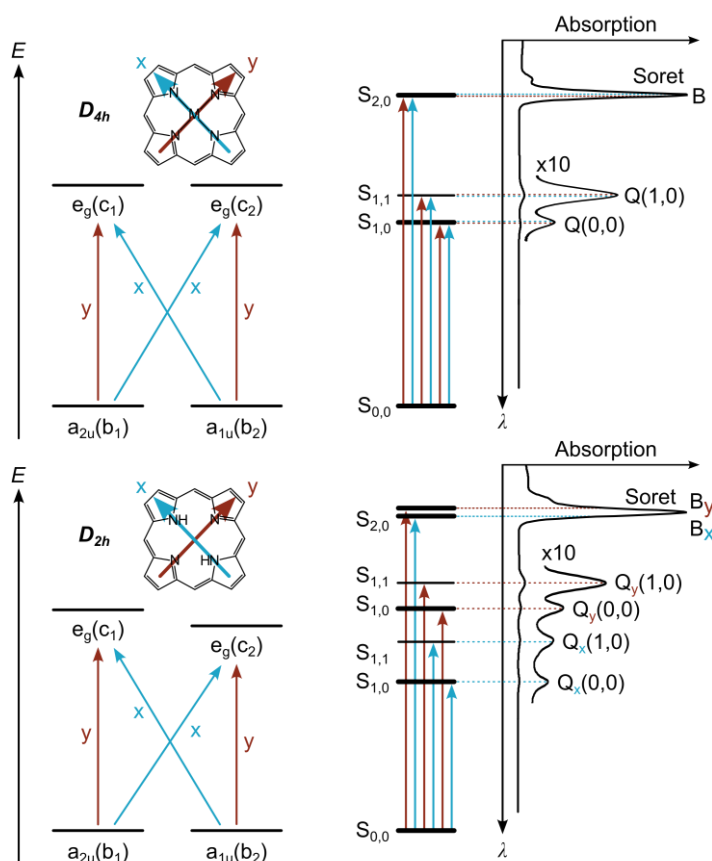 E
D4h
x
y
N
N
M
N
N
eg(c1)
eg(c2)
y
x
x
y
a2u(b1)
a1u(b2)
Absorption
S2,0
Soret
B
x10
S1,1
Q(1,0)
S1,0
Q(0,0)
S0,0
λ
E
D2h
x
y
NH
N
N
HN
eg(c1)
eg(c2)
y
x
x
y
a2u(b1)
a1u(b2)
Absorption
Soret
By
S2,0
Bx
x10
S1,1
Qy(1,0)
S1,0
Qy(0,0)
S1,1
Qx(1,0)
S1,0
Qx(0,0)
S0,0
λ